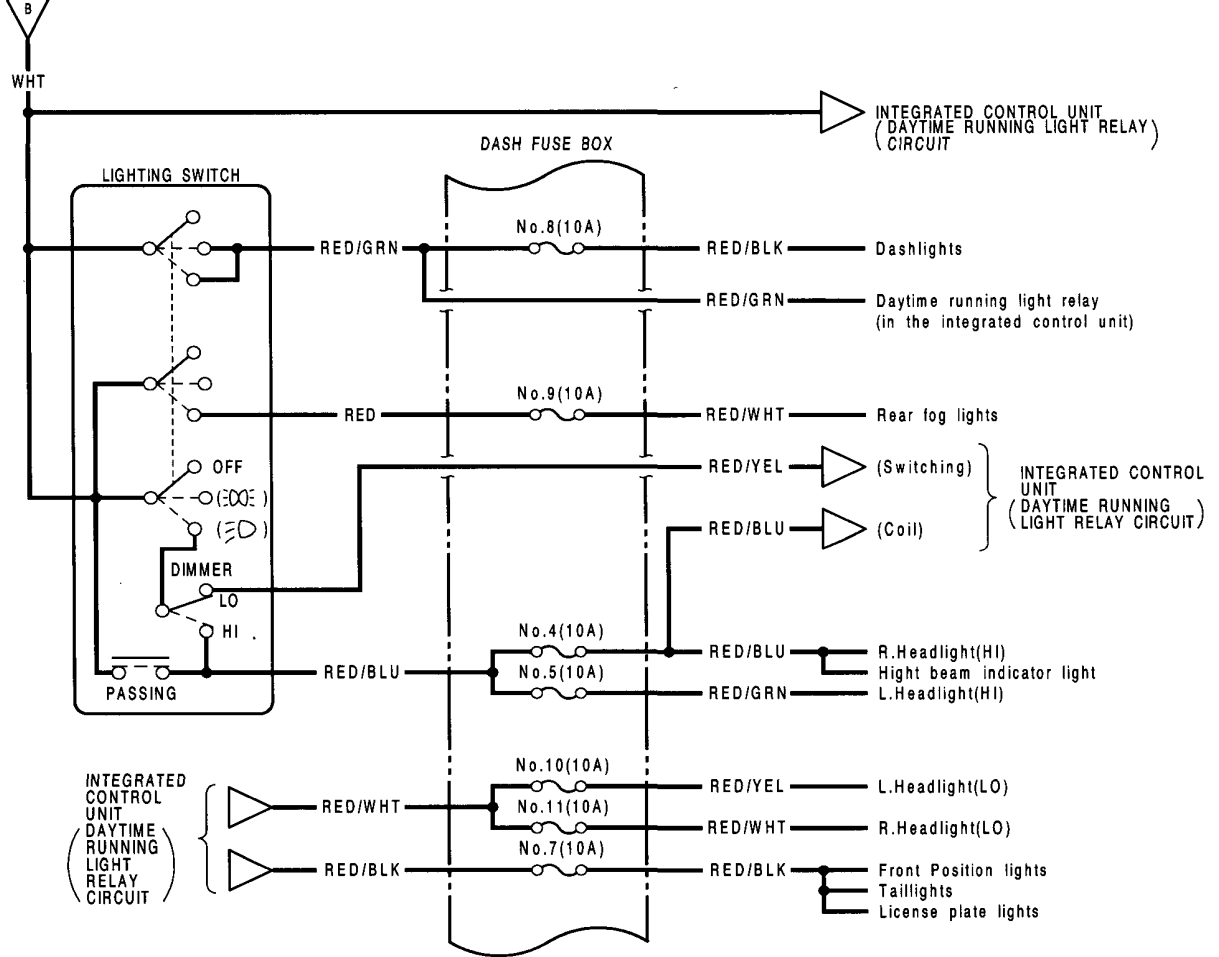 B
WHT
INTEGRATED CONTROL UNIT
(DAYTIME RUNNING LIGHT RELAY)
CIRCUIT
DASH FUSE BOX
LIGHTING SWITCH
No.8(10A)
RED/GRN
RED/BLK
Dashlights
RED/GRN
Daytime running light relay
(in the integrated control unit)
No.9(10A)
RED
RED/WHT
Rear fog lights
OFF
RED/YEL
(Switching)
INTEGRATED CONTROL
UNIT
(DAYTIME RUNNING
LIGHT RELAY CIRCUIT)
RED/BLU
(Coil)
DIMMER
LO
HI
No.4(10A)
RED/BLU
R.Headlight(HI)
RED/BLU
No.5(10A)
Hight beam indicator light
PASSING
RED/GRN
L.Headlight(HI)
INTEGRATED
CONTROL
UNIT
(DAYTIME
RUNNING
LIGHT
RELAY
CIRCUIT)
No.10(10A)
RED/YEL
L.Headlight(LO)
RED/WHT
No.11(10A)
RED/WHT
R.Headlight(LO)
No.7(10A)
RED/BLK
RED/BLK
Front Position lights
Taillights
License plate lights